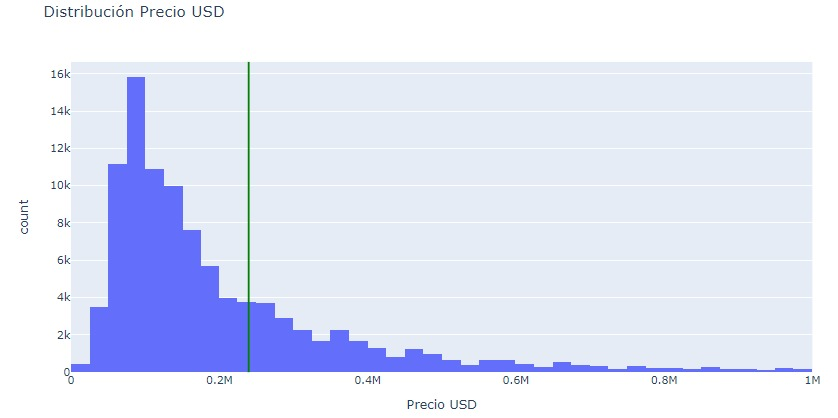 Distribución Precio USD
16k
14k
12k
10k
8k
6k
4k
2k
0
count
0 0.2M 0.4M 0.6M 0.8M 1M
Precio USD